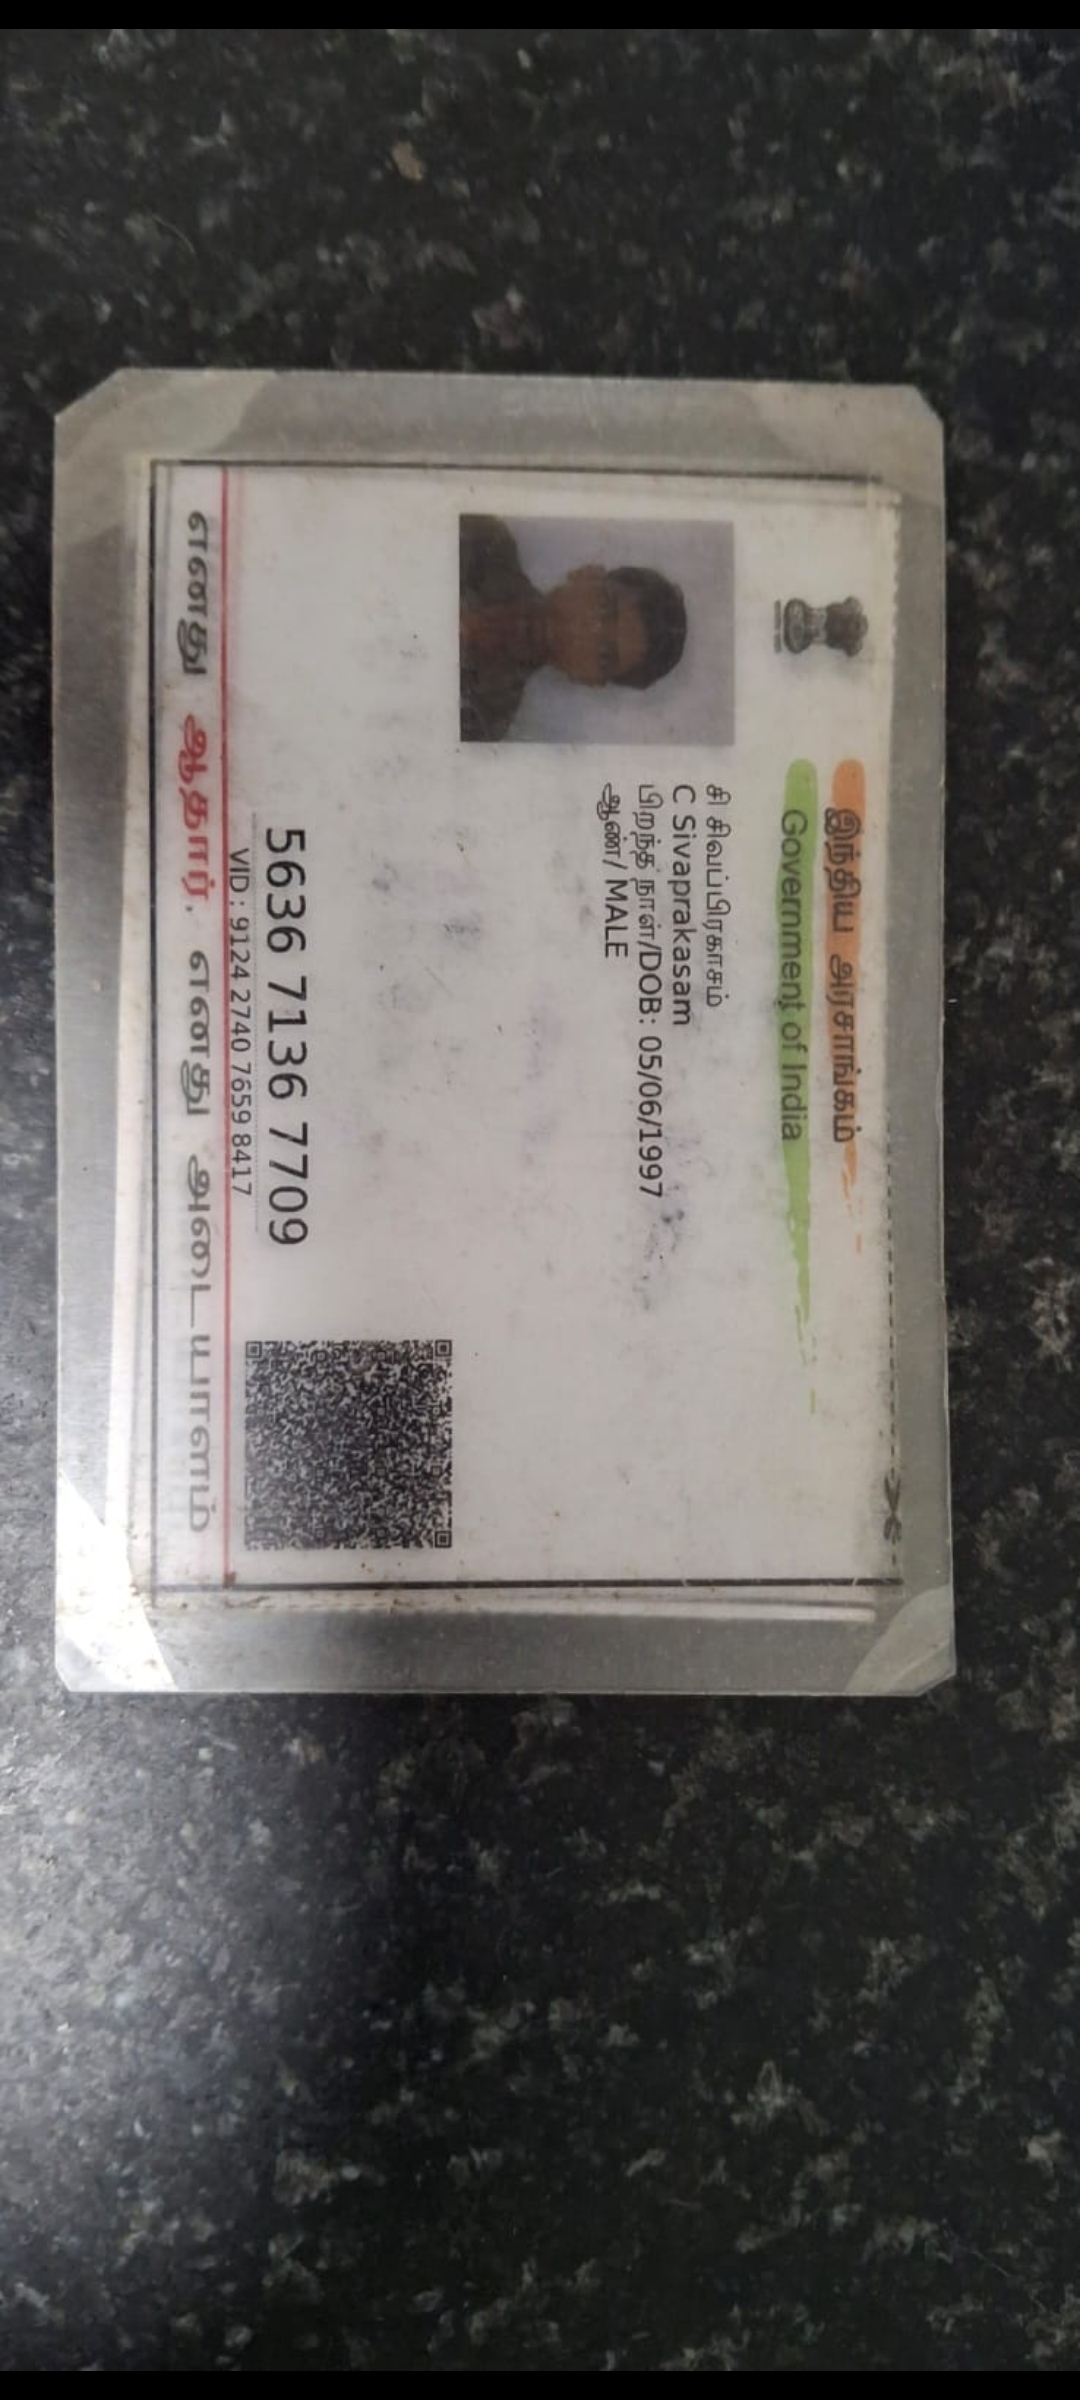 இந்திய அரசாங்கம்
Government of India
சி சிவப்பிரகாசம்
C Sivaprakasam
பிறந்த நாள்/DOB: 05/06/1997
ஆண்/ MALE
5636 7136 7709
VID : 9124 2740 7659 8417
எனது ஆதார், எனது அடையாளம்